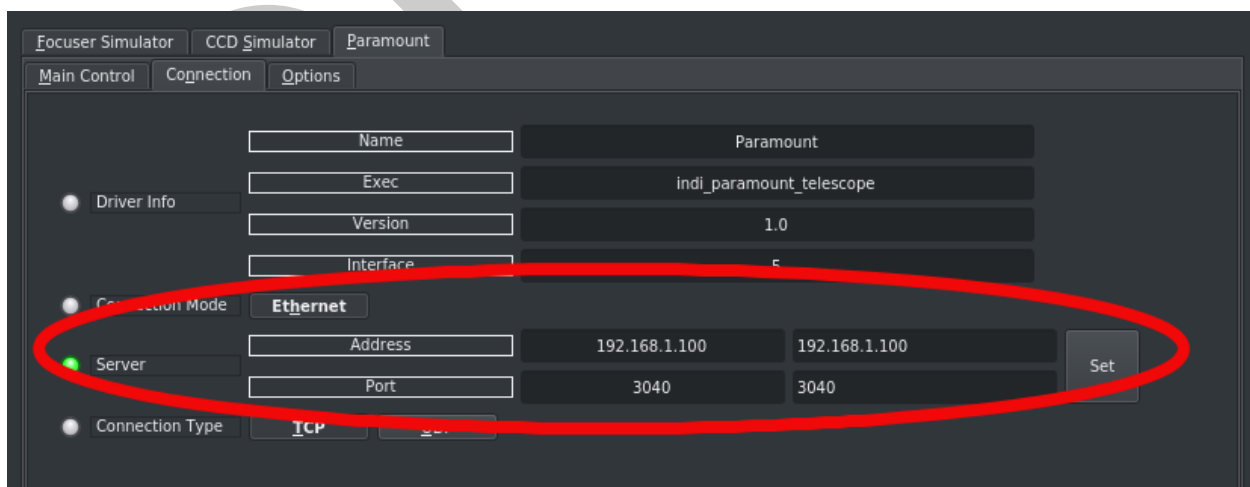 Focuser Simulator CCD Simulator Paramount
Main Control Connection Options
Name Paramount
Exec indi_paramount_telescope
Driver Info
Version 1.0
Interface 5
Connection Mode Ethernet
Address 192.168.1.100 192.168.1.100
Server Set
Port 3040 3040
Connection Type TCP